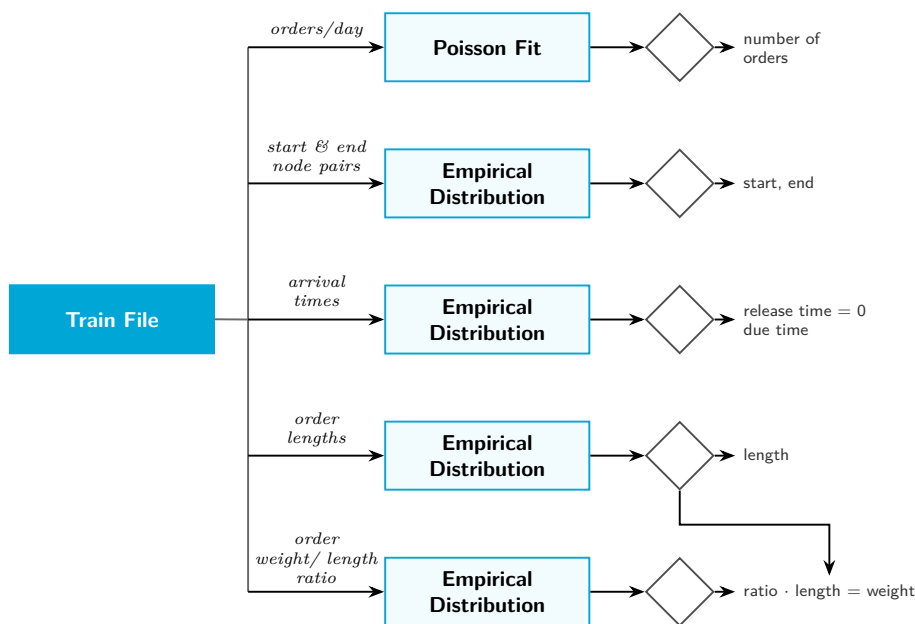 orders/day
Poisson Fit
number of
orders
start & end
node pairs
Empirical
Distribution
start, end
Train File
arrival
times
Empirical
Distribution
release time = 0
due time
order
lengths
Empirical
Distribution
length
order
weight/ length
ratio
Empirical
Distribution
ratio · length = weight